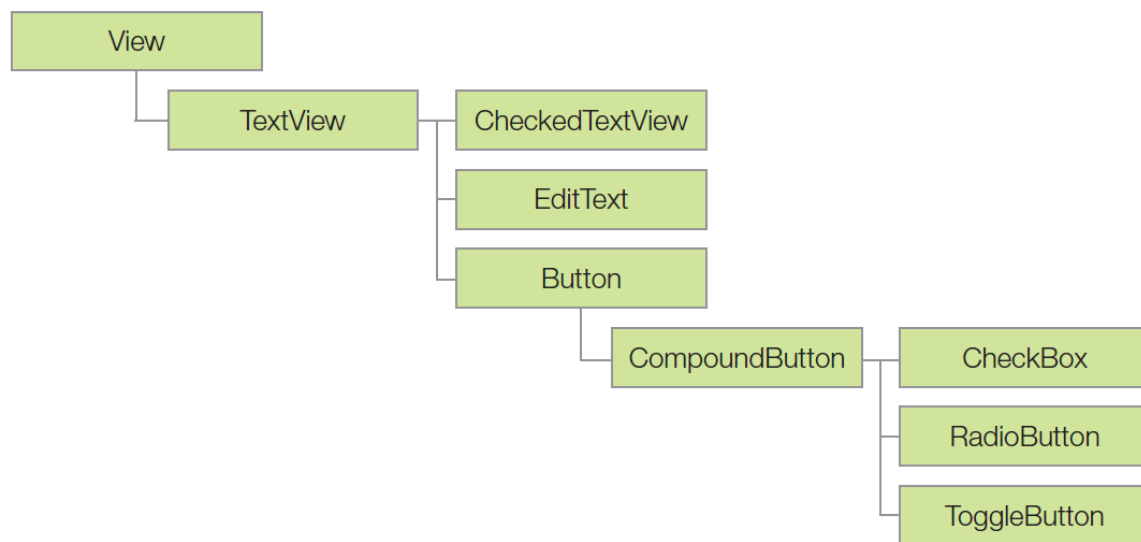 View
TextView
CheckedTextView
EditText
Button
CompoundButton
CheckBox
RadioButton
ToggleButton